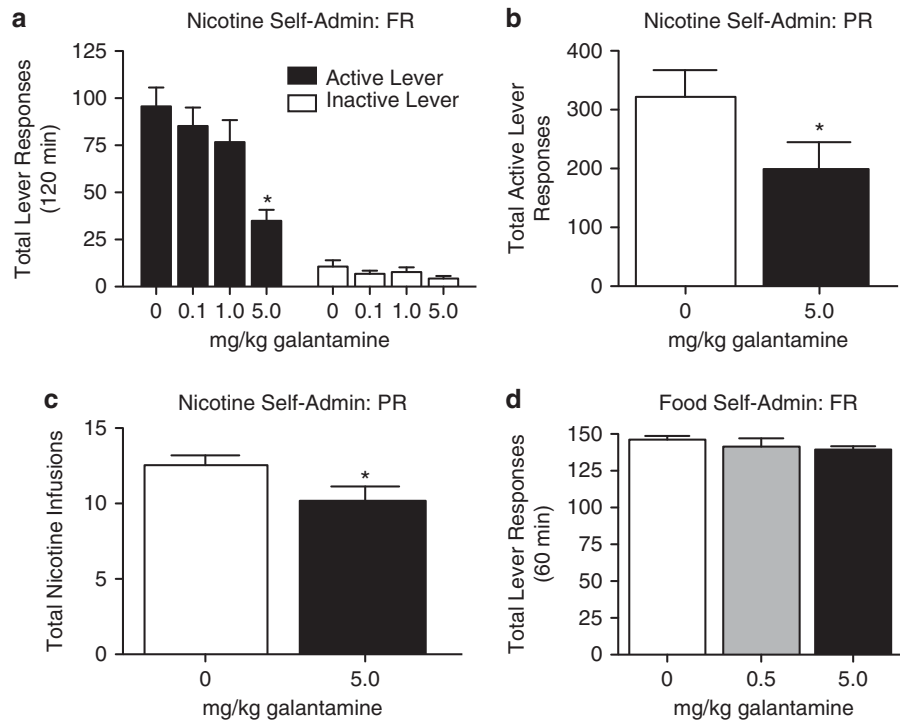 a
Nicotine Self-Admin: FR
Total Lever Responses
(120 min)
125
100
75
50
25
0
Active Lever
Inactive Lever
*
0 0.1 1.0 5.0 0 0.1 1.0 5.0
mg/kg galantamine
b
Nicotine Self-Admin: PR
Total Active Lever
Responses
400
300
200
100
0
*
0 5.0
mg/kg galantamine
c
Nicotine Self-Admin: PR
Total Nicotine Infusions
15
10
5
0
*
0 5.0
mg/kg galantamine
d
Food Self-Admin: FR
Total Lever Responses
(60 min)
150
125
100
75
50
25
0
0 0.5 5.0
mg/kg galantamine